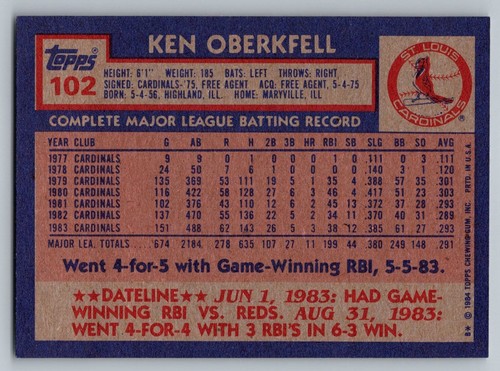 KEN OBERKFELL
Topps
102
HEIGHT: 6'1" WEIGHT: 185 BATS: LEFT THROWS: RIGHT
SIGNED: CARDINALS-'75, FREE AGENT ACQ: FREE AGENT, 5-4-75
BORN: 5-4-56, HIGHLAND, ILL HOME: MARYVILLE, ILL
ST. LOUIS
CARDINALS
COMPLETE MAJOR LEAGUE BATTING RECORD
YEAR CLUB G AB R H 2B 3B HR RBI SB SLG BB SO AVG
1977 CARDINALS 9 9 0 1 0 0 0 1 0 .111 0 3 .111
1978 CARDINALS 24 50 7 6 1 0 0 0 0 .140 3 1 .120
1979 CARDINALS 135 369 53 111 19 5 1 35 4 .388 57 35 .301
1980 CARDINALS 116 422 58 128 27 6 3 46 4 .417 51 23 .303
1981 CARDINALS 102 376 43 110 12 6 2 45 13 .372 37 28 .293
1982 CARDINALS 137 470 55 136 22 5 2 34 11 .370 40 31 .289
1983 CARDINALS 151 488 62 143 26 5 3 38 12 .385 61 27 .293
MAJOR LEA. TOTALS 674 2184 278 635 107 27 11 199 44 .380 249 148 .291
Went 4-for-5 with Game-Winning RBI, 5-5-83.
★★DATELINE★★ JUN 1, 1983: HAD GAME-
WINNING RBI VS. REDS. AUG 31, 1983:
WENT 4-FOR-4 WITH 3 RBI'S IN 6-3 WIN.
B* © 1984 TOPPS CHEWING GUM, INC. PRTD. IN U.S.A.